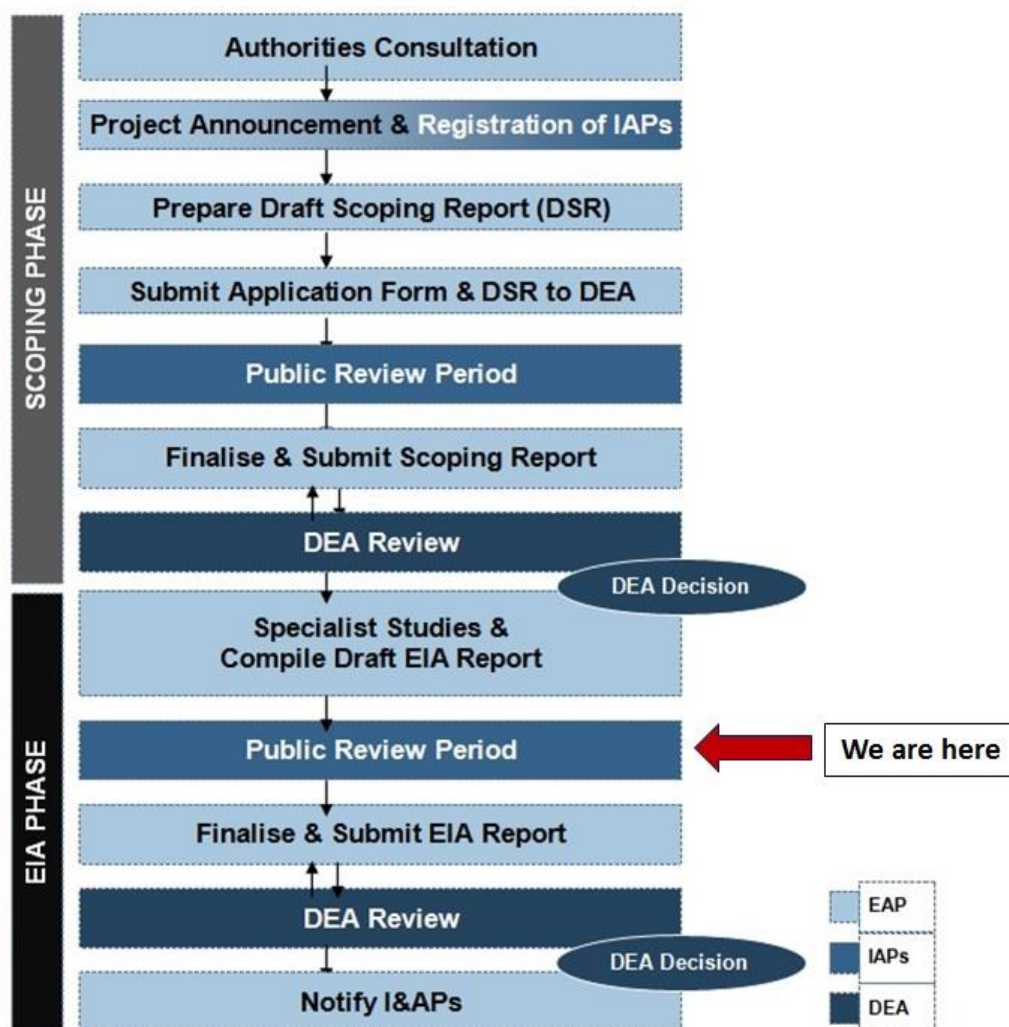 SCOPING PHASE
Authorities Consultation
Project Announcement & Registration of IAPs
Prepare Draft Scoping Report (DSR)
Submit Application Form & DSR to DEA
Public Review Period
Finalise & Submit Scoping Report
DEA Review
DEA Decision
EIA PHASE
Specialist Studies &
Compile Draft EIA Report
Public Review Period
We are here
Finalise & Submit EIA Report
DEA Review
DEA Decision
Notify I&APs
EAP
IAPs
DEA